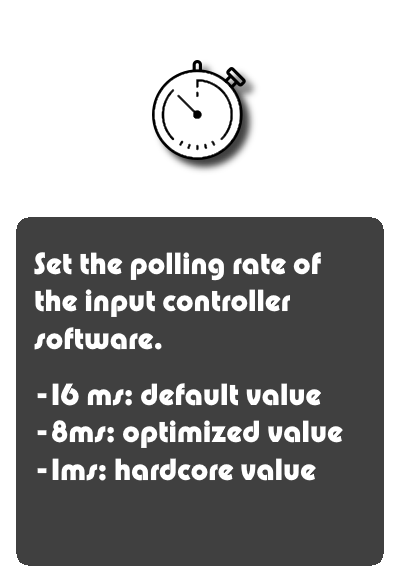 Set the polling rate of
the input controller
software.
-16 ms: default value
-8ms: optimized value
-1ms: hardcore value